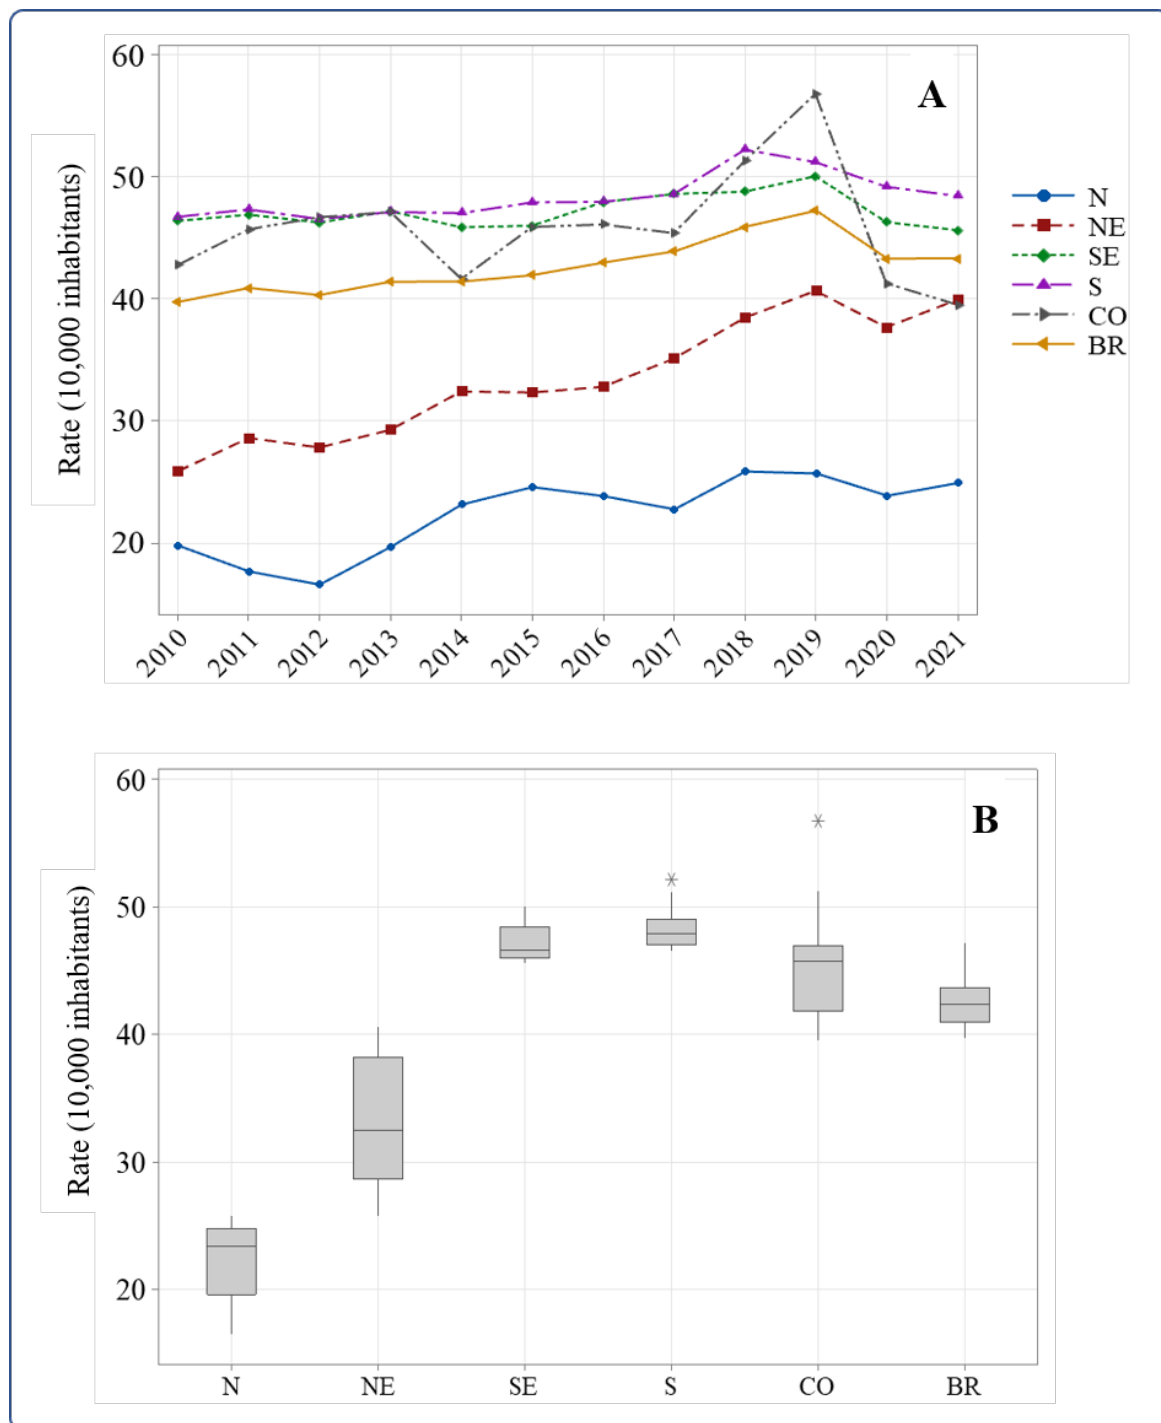 A
60
50
40
30
20
Rate (10,000 inhabitants)
2010 2011 2012 2013 2014 2015 2016 2017 2018 2019 2020 2021
N
NE
SE
S
CO
BR
B
60
50
40
30
20
Rate (10,000 inhabitants)
N NE SE S CO BR